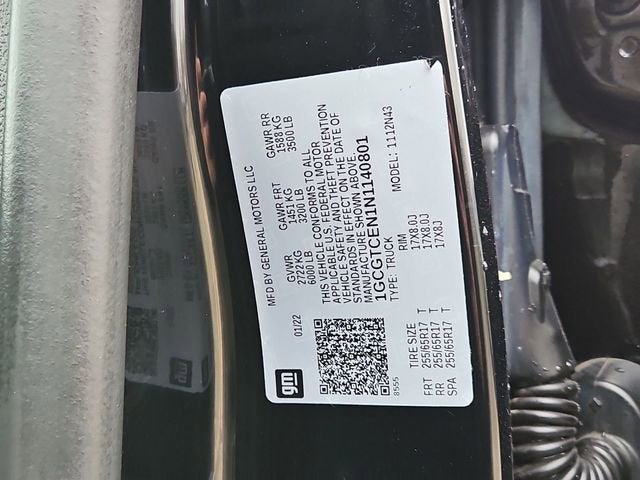 gm
MFD BY GENERAL MOTORS LLC
01/22
GVWR GAWR FRT GAWR RR
2722 KG 1451 KG 1588 KG
6000 LB 3200 LB 3500 LB
THIS VEHICLE CONFORMS TO ALL
APPLICABLE U.S. FEDERAL MOTOR
VEHICLE SAFETY AND THEFT PREVENTION
STANDARDS IN EFFECT ON THE DATE OF
MANUFACTURE SHOWN ABOVE.
1GCGTCEN1N1140801
TYPE: TRUCK MODEL: 1112N43
8555
TIRE SIZE RIM
FRT 255/65R17 T 17X8.0J
RR 255/65R17 T 17X8.0J
SPA 255/65R17 T 17X8J